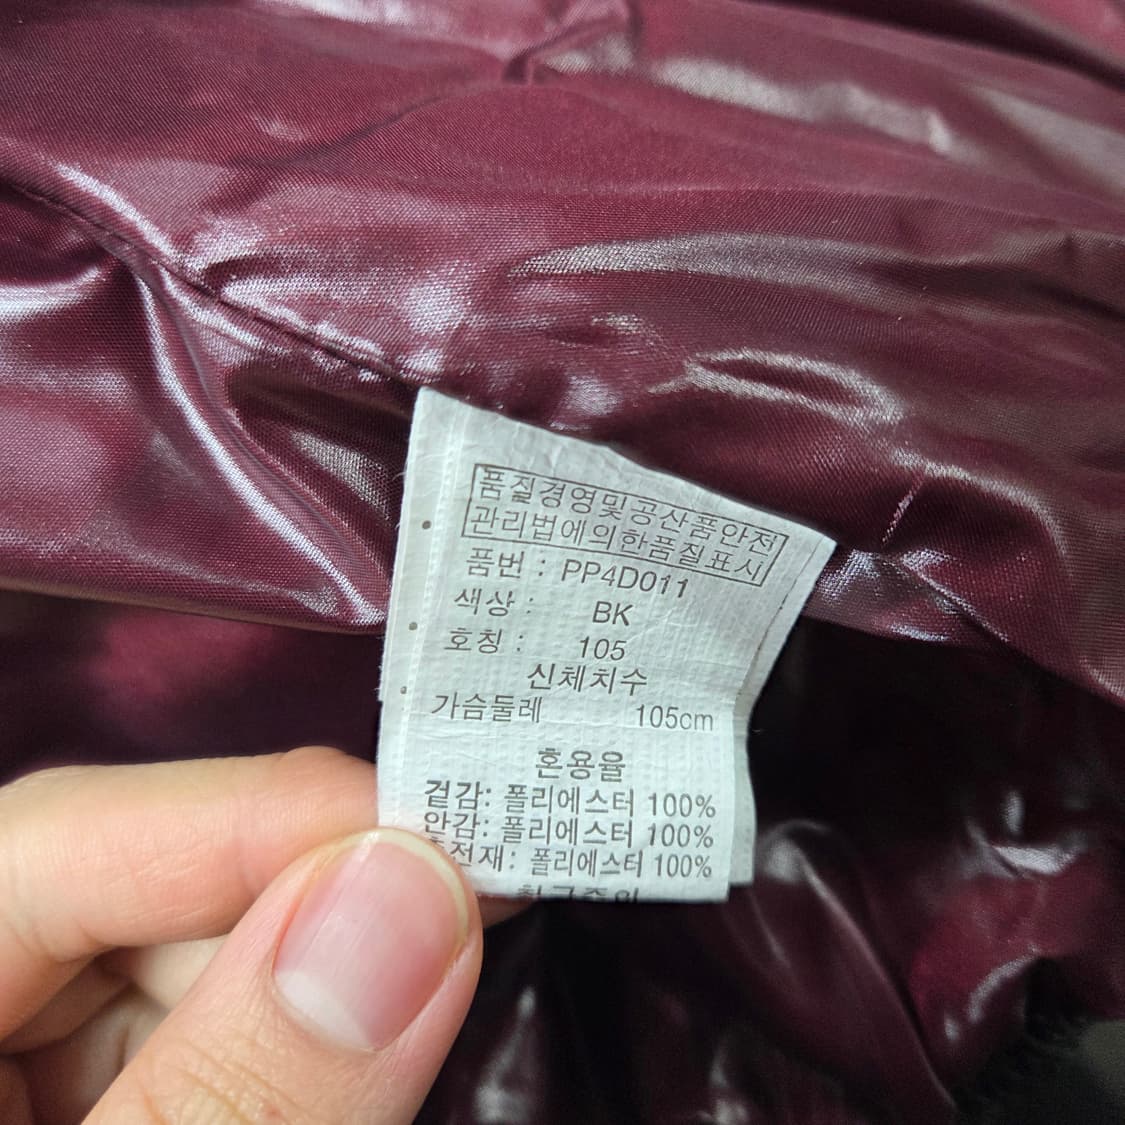 품질경영및공산품안전
관리법에의한품질표시
품번 : PP4D011
색상 : BK
호칭 : 105
신체치수
가슴둘레 105cm
혼용율
겉감: 폴리에스터 100%
안감: 폴리에스터 100%
충전재: 폴리에스터 100%